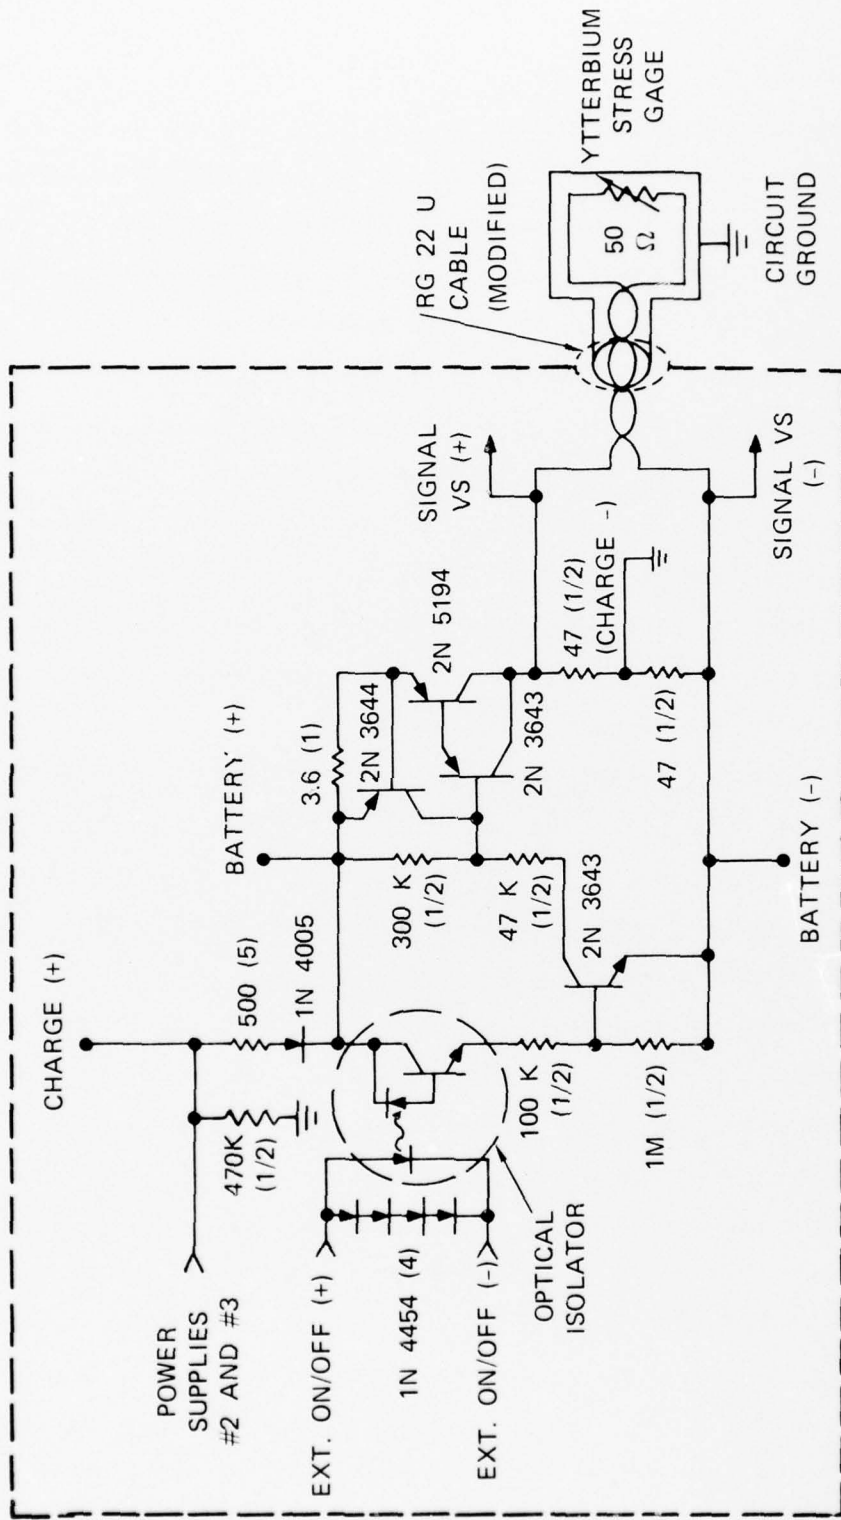 CHARGE (+)
POWER
SUPPLIES
#2 AND #3
470K
(1/2)
500 (5)
1N 4005
BATTERY (+)
EXT. ON/OFF (+)
1N 4454 (4)
EXT. ON/OFF (-)
OPTICAL
ISOLATOR
100 K
(1/2)
1M (1/2)
300 K
(1/2)
47 K
(1/2)
2N 3643
3.6 (1)
2N 3644
2N 5194
2N 3643
47 (1/2)
(CHARGE -)
47 (1/2)
BATTERY (-)
SIGNAL
VS (+)
SIGNAL VS
(-)
RG 22 U
CABLE
(MODIFIED)
50
Ω
YTTERBIUM
STRESS
GAGE
CIRCUIT
GROUND